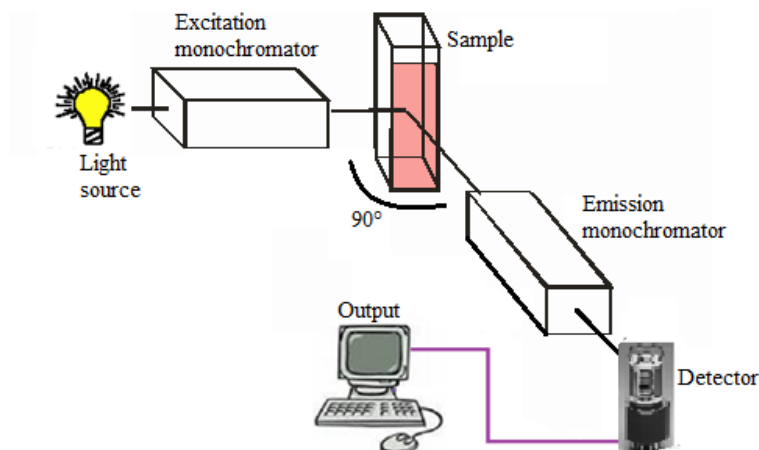 Excitation
monochromator
Sample
Light
source
90°
Emission
monochromator
Output
Detector